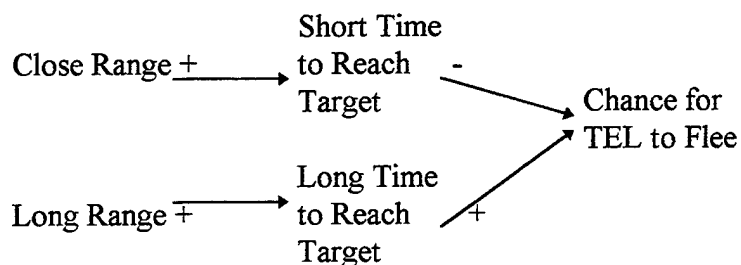 Close Range +
Short Time
to Reach
Target
-
Long Range +
Long Time
to Reach
Target
+
Chance for
TEL to Flee